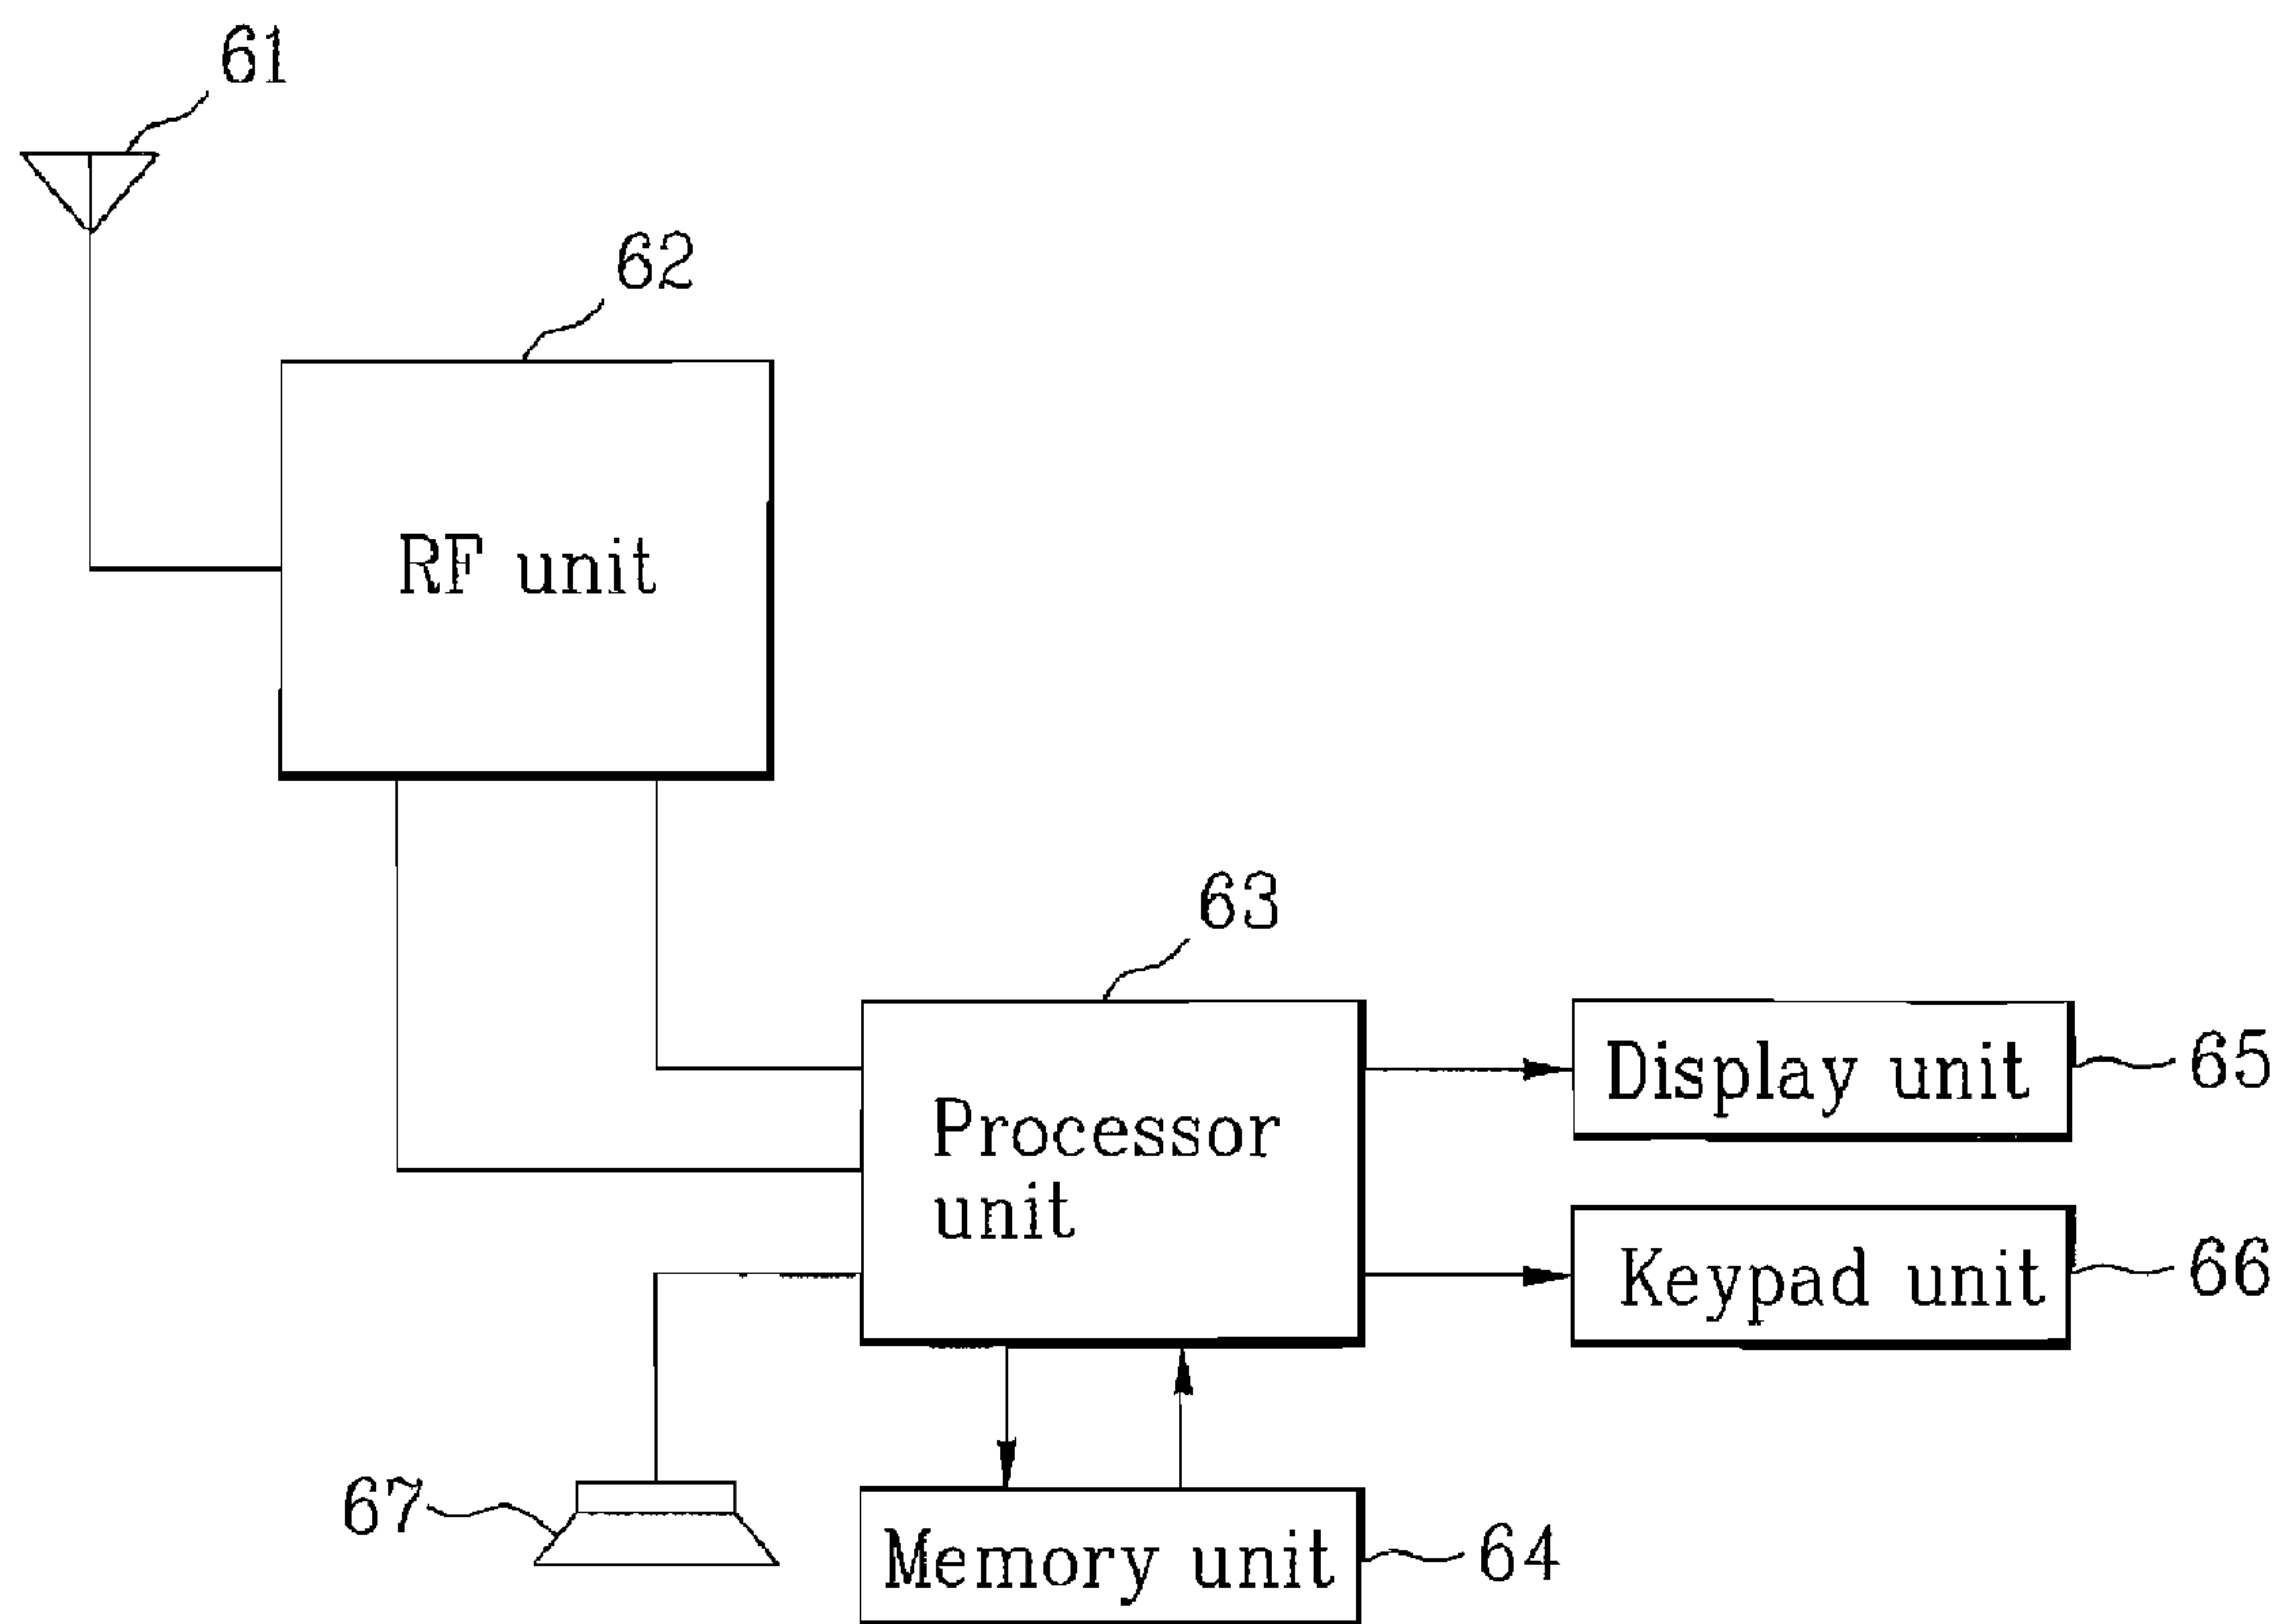 61
62
RF unit
63
Processor
unit
Display unit
65
Keypad unit
66
67
Memory unit
64